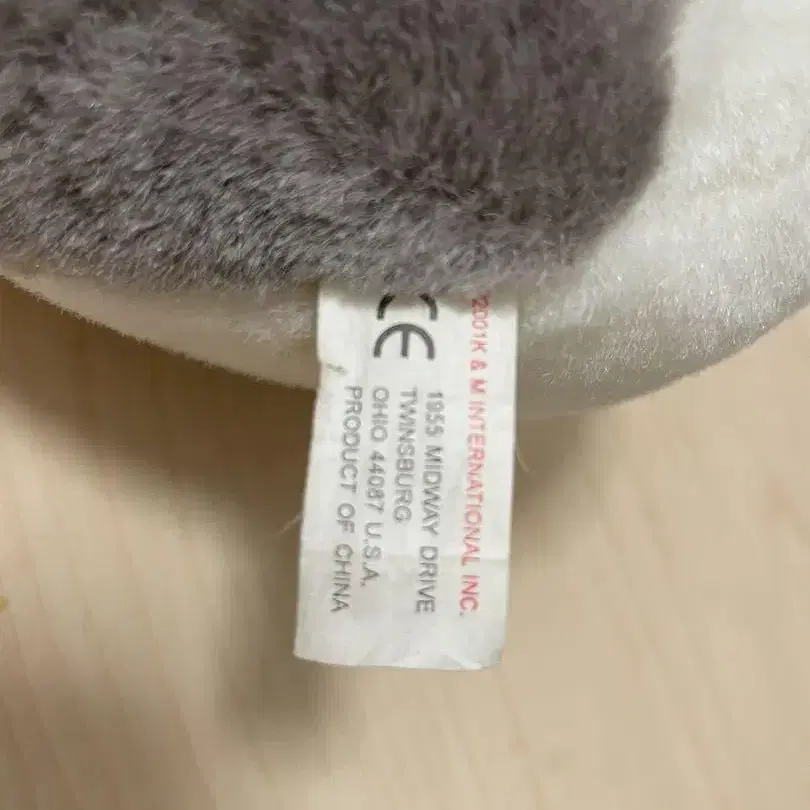 2001K & M INTERNATIONAL INC.
1955 MIDWAY DRIVE
TWINSBURG
OHIO 44087 U.S.A.
PRODUCT OF CHINA
CE